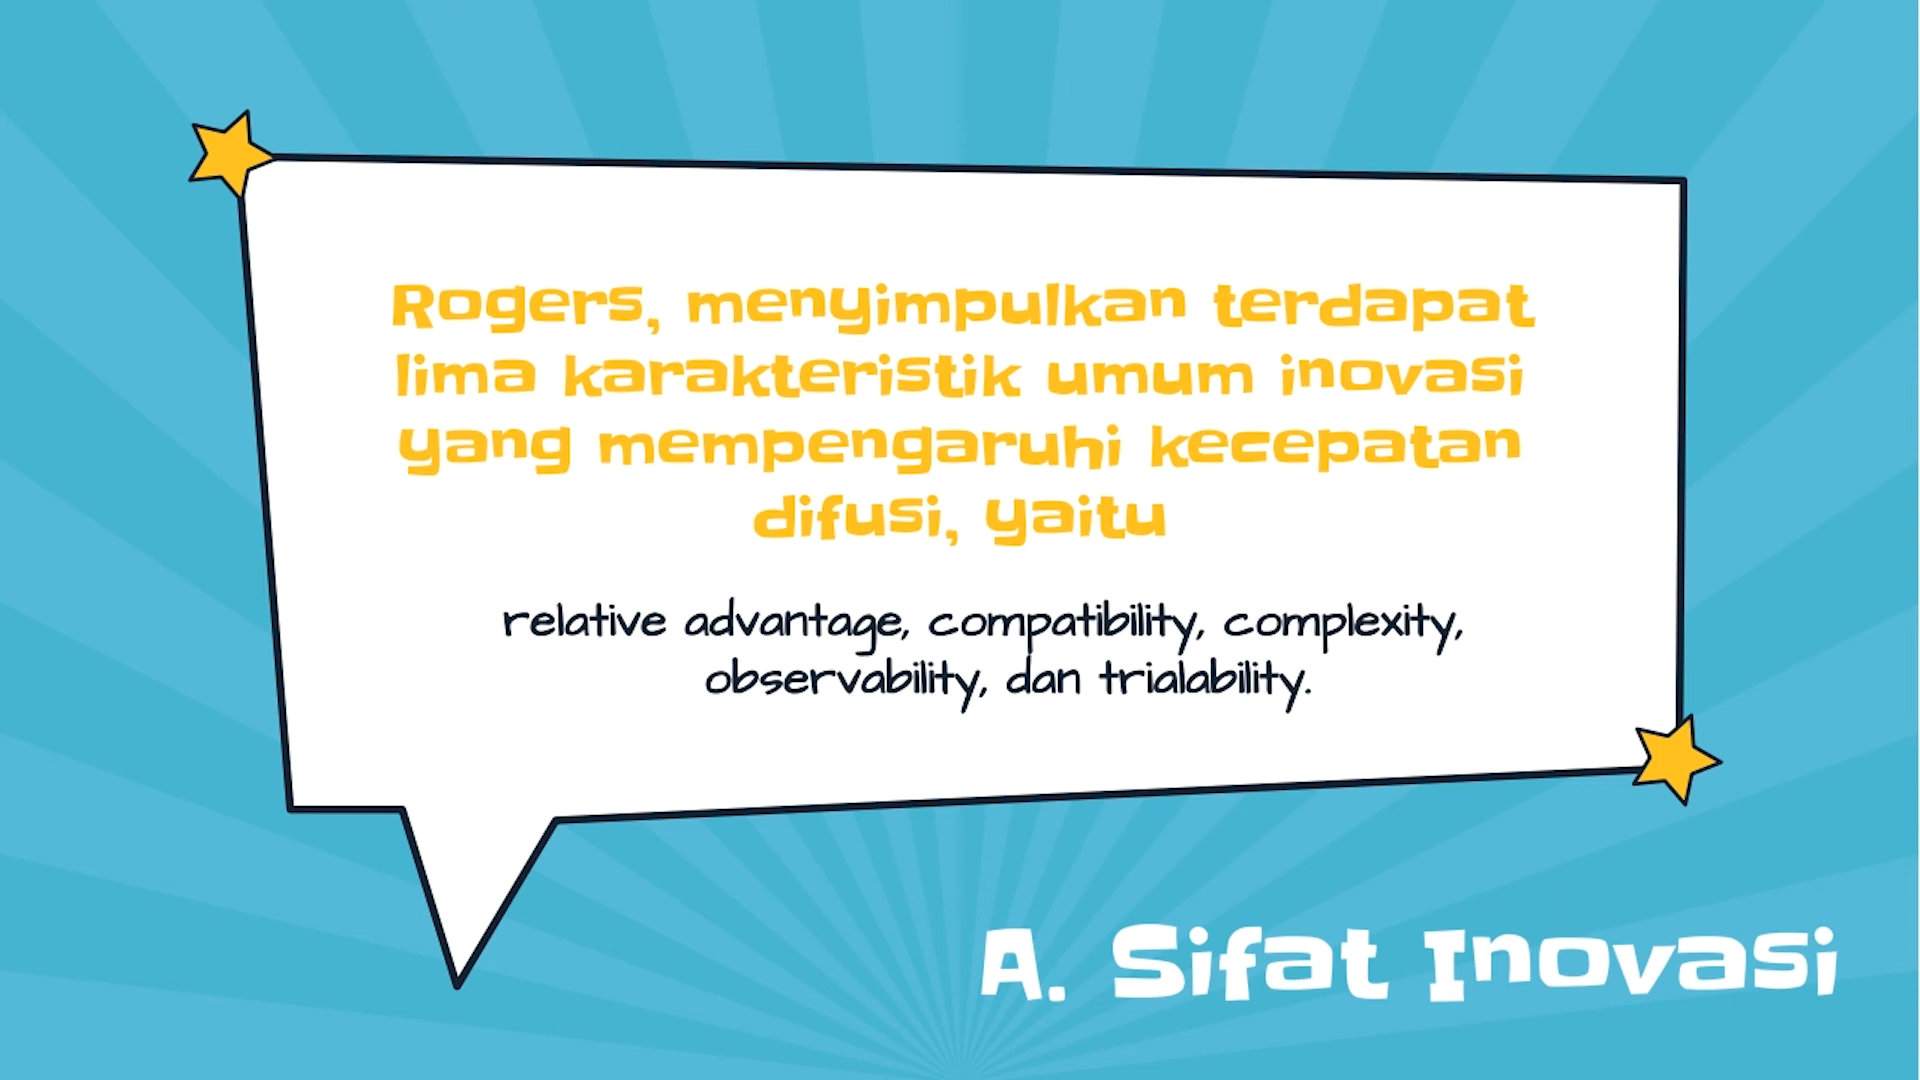 Rogers, menyimpulkan terdapat
lima karakteristik umum inovasi
yang mempengaruhi kecepatan
difusi, yaitu
relative advantage, compatibility, complexity,
observability, dan trialability.
A. Sifat Inovasi